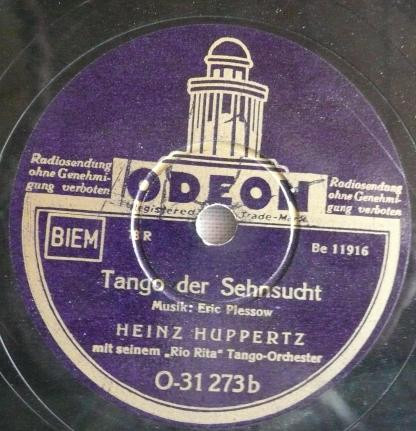 Radiosendung
ohne Genehmi-
gung verboten
ODEON
Radiosendung
ohne Genehmi-
gung verboten
Registered Trade-Mark
BIEM
Be 11916
Tango der Sehnsucht
Musik: Eric Plessow
HEINZ HUPPERTZ
mit seinem „Rio Rita" Tango-Orchester
O-31 273b